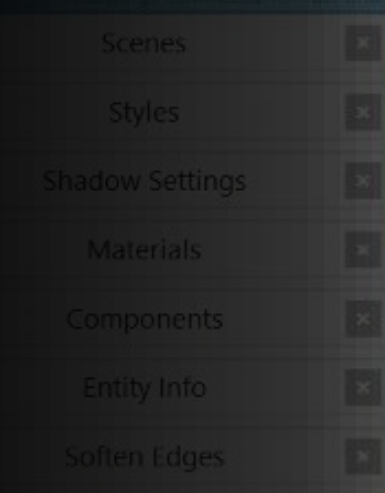 Scenes
Styles
Shadow Settings
Materials
Components
Entity Info
Soften Edges